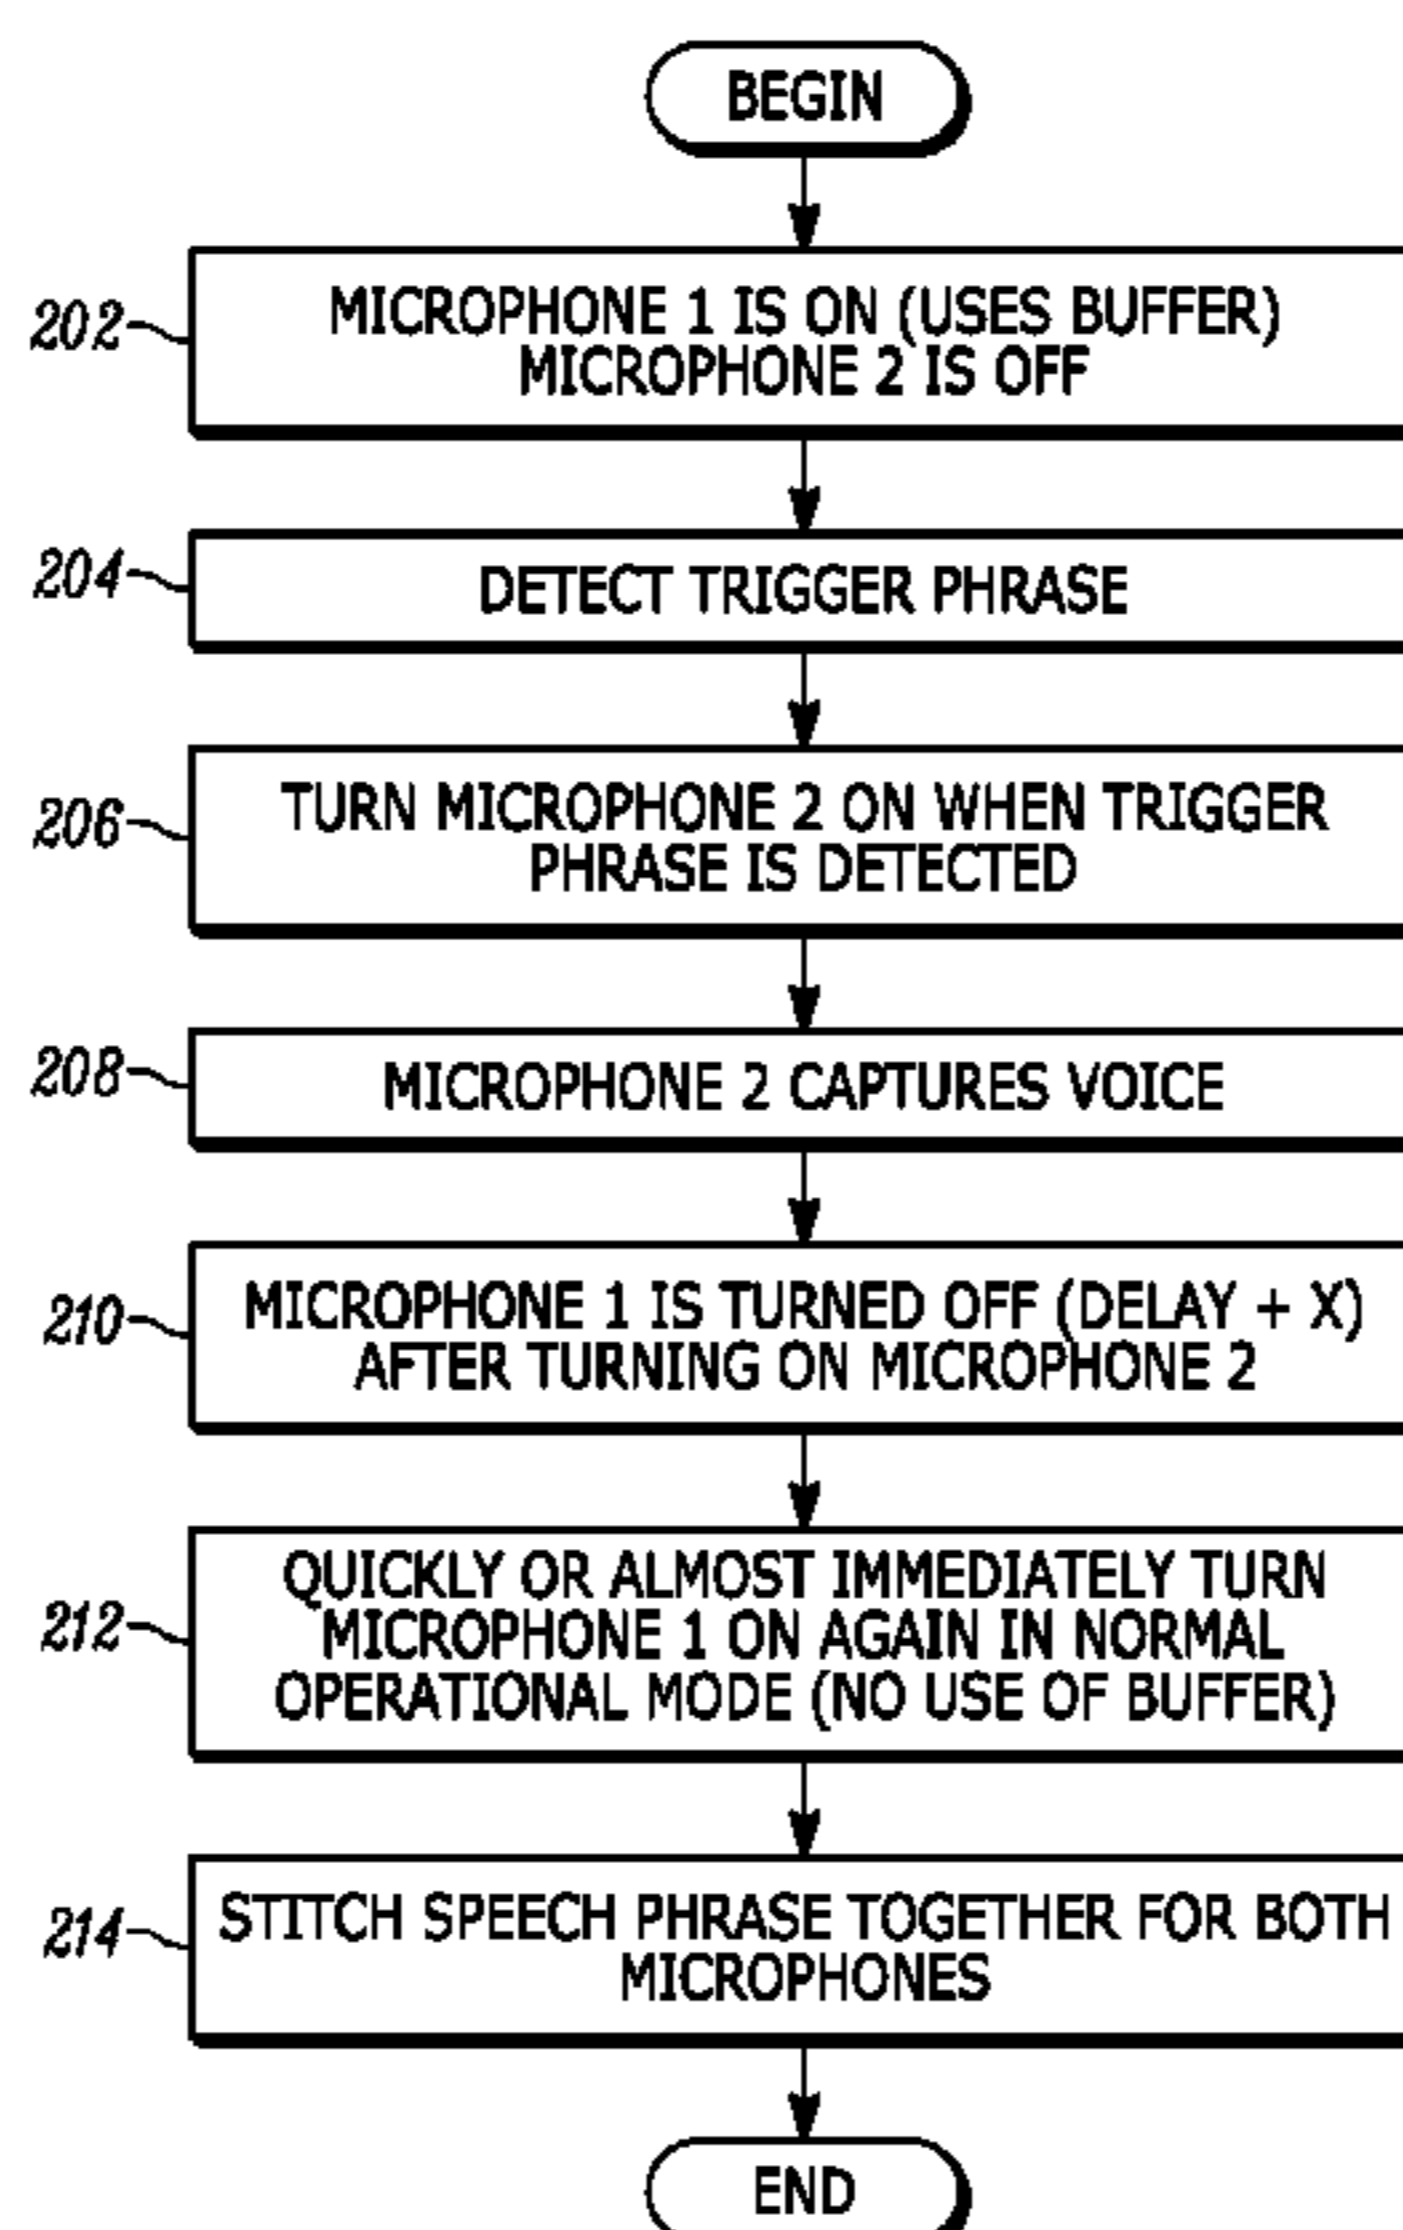 BEGIN
202
MICROPHONE 1 IS ON (USES BUFFER)
MICROPHONE 2 IS OFF
204
DETECT TRIGGER PHRASE
206
TURN MICROPHONE 2 ON WHEN TRIGGER
PHRASE IS DETECTED
208
MICROPHONE 2 CAPTURES VOICE
210
MICROPHONE 1 IS TURNED OFF (DELAY + X)
AFTER TURNING ON MICROPHONE 2
212
QUICKLY OR ALMOST IMMEDIATELY TURN
MICROPHONE 1 ON AGAIN IN NORMAL
OPERATIONAL MODE (NO USE OF BUFFER)
214
STITCH SPEECH PHRASE TOGETHER FOR BOTH
MICROPHONES
END